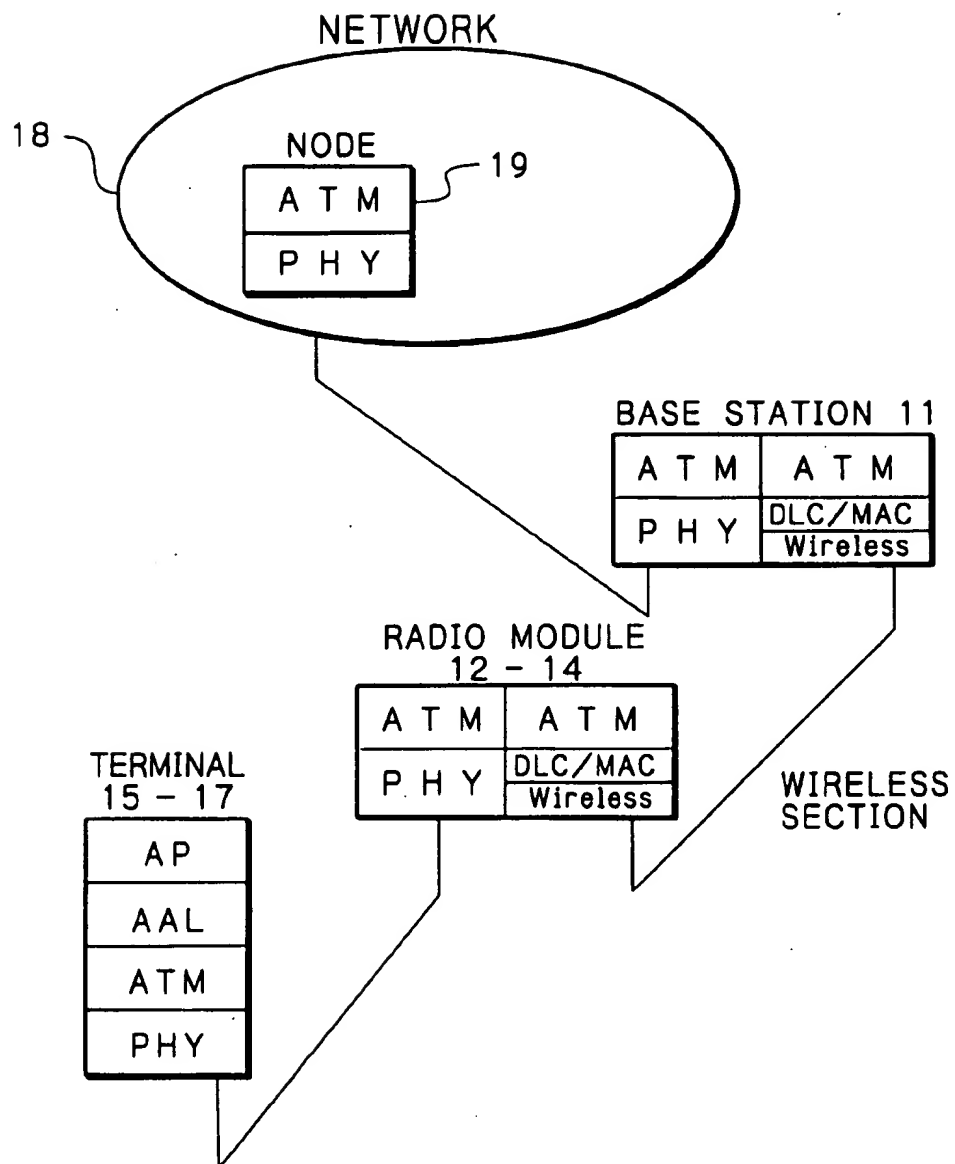 NETWORK
18
NODE
19
ATM
PHY
BASE STATION 11
ATM ATM
PHY DLC/MAC
Wireless
RADIO MODULE
12 - 14
ATM ATM
PHY DLC/MAC
Wireless
TERMINAL
15 - 17
AP
AAL
ATM
PHY
WIRELESS
SECTION